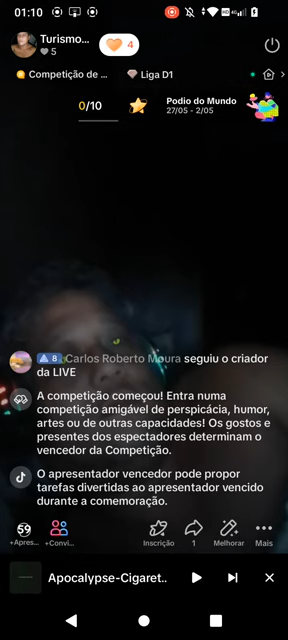 01:10
4G
Turismo...
5
4
Competição de ...
Liga D1
0/10
Podio do Mundo
27/05 - 2/05
8 Carlos Roberto Moura seguiu o criador
da LIVE
A competição começou! Entra numa
competição amigável de perspicácia, humor,
artes ou de outras capacidades! Os gostos e
presentes dos espectadores determinam o
vencedor da Competição.
O apresentador vencedor pode propor
tarefas divertidas ao apresentador vencido
durante a comemoração.
59
+Apres...
+Convi...
Inscrição
1
Melhorar
Mais
Apocalypse-Cigaret..